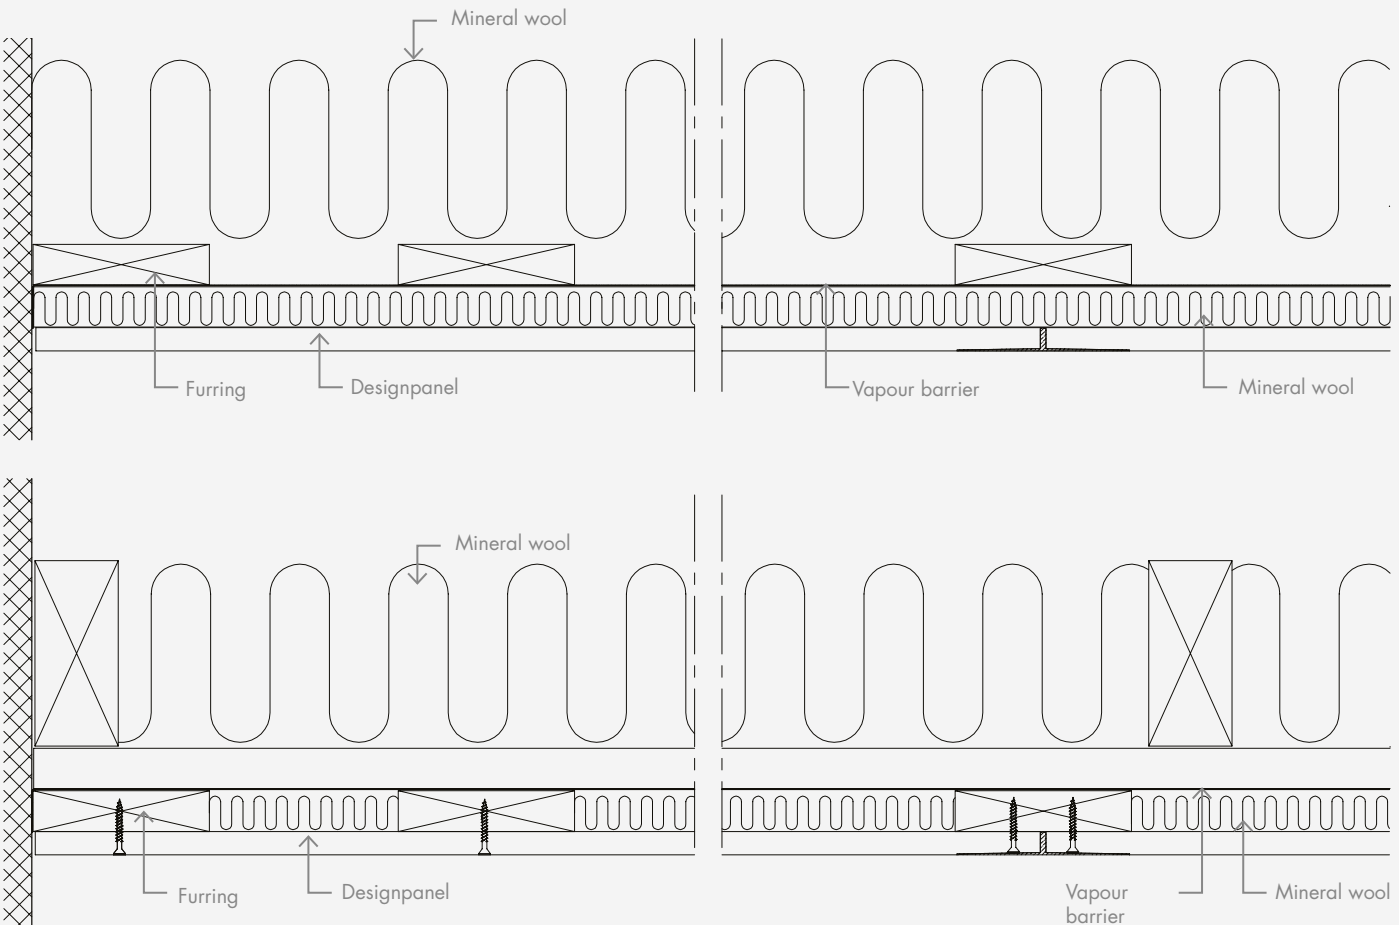 Mineral wool
Furring
Designpanel
Vapour barrier
Mineral wool
Mineral wool
Furring
Designpanel
Vapour
barrier
Mineral wool